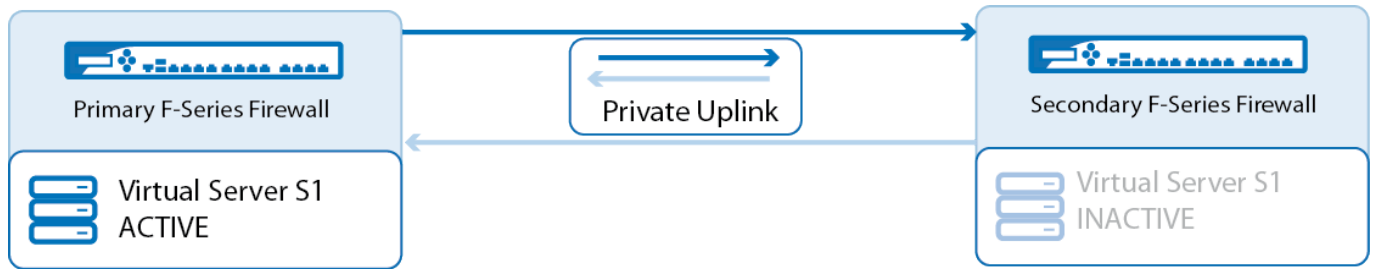 Primary F-Series Firewall
Virtual Server S1
ACTIVE
Private Uplink
Secondary F-Series Firewall
Virtual Server S1
INACTIVE